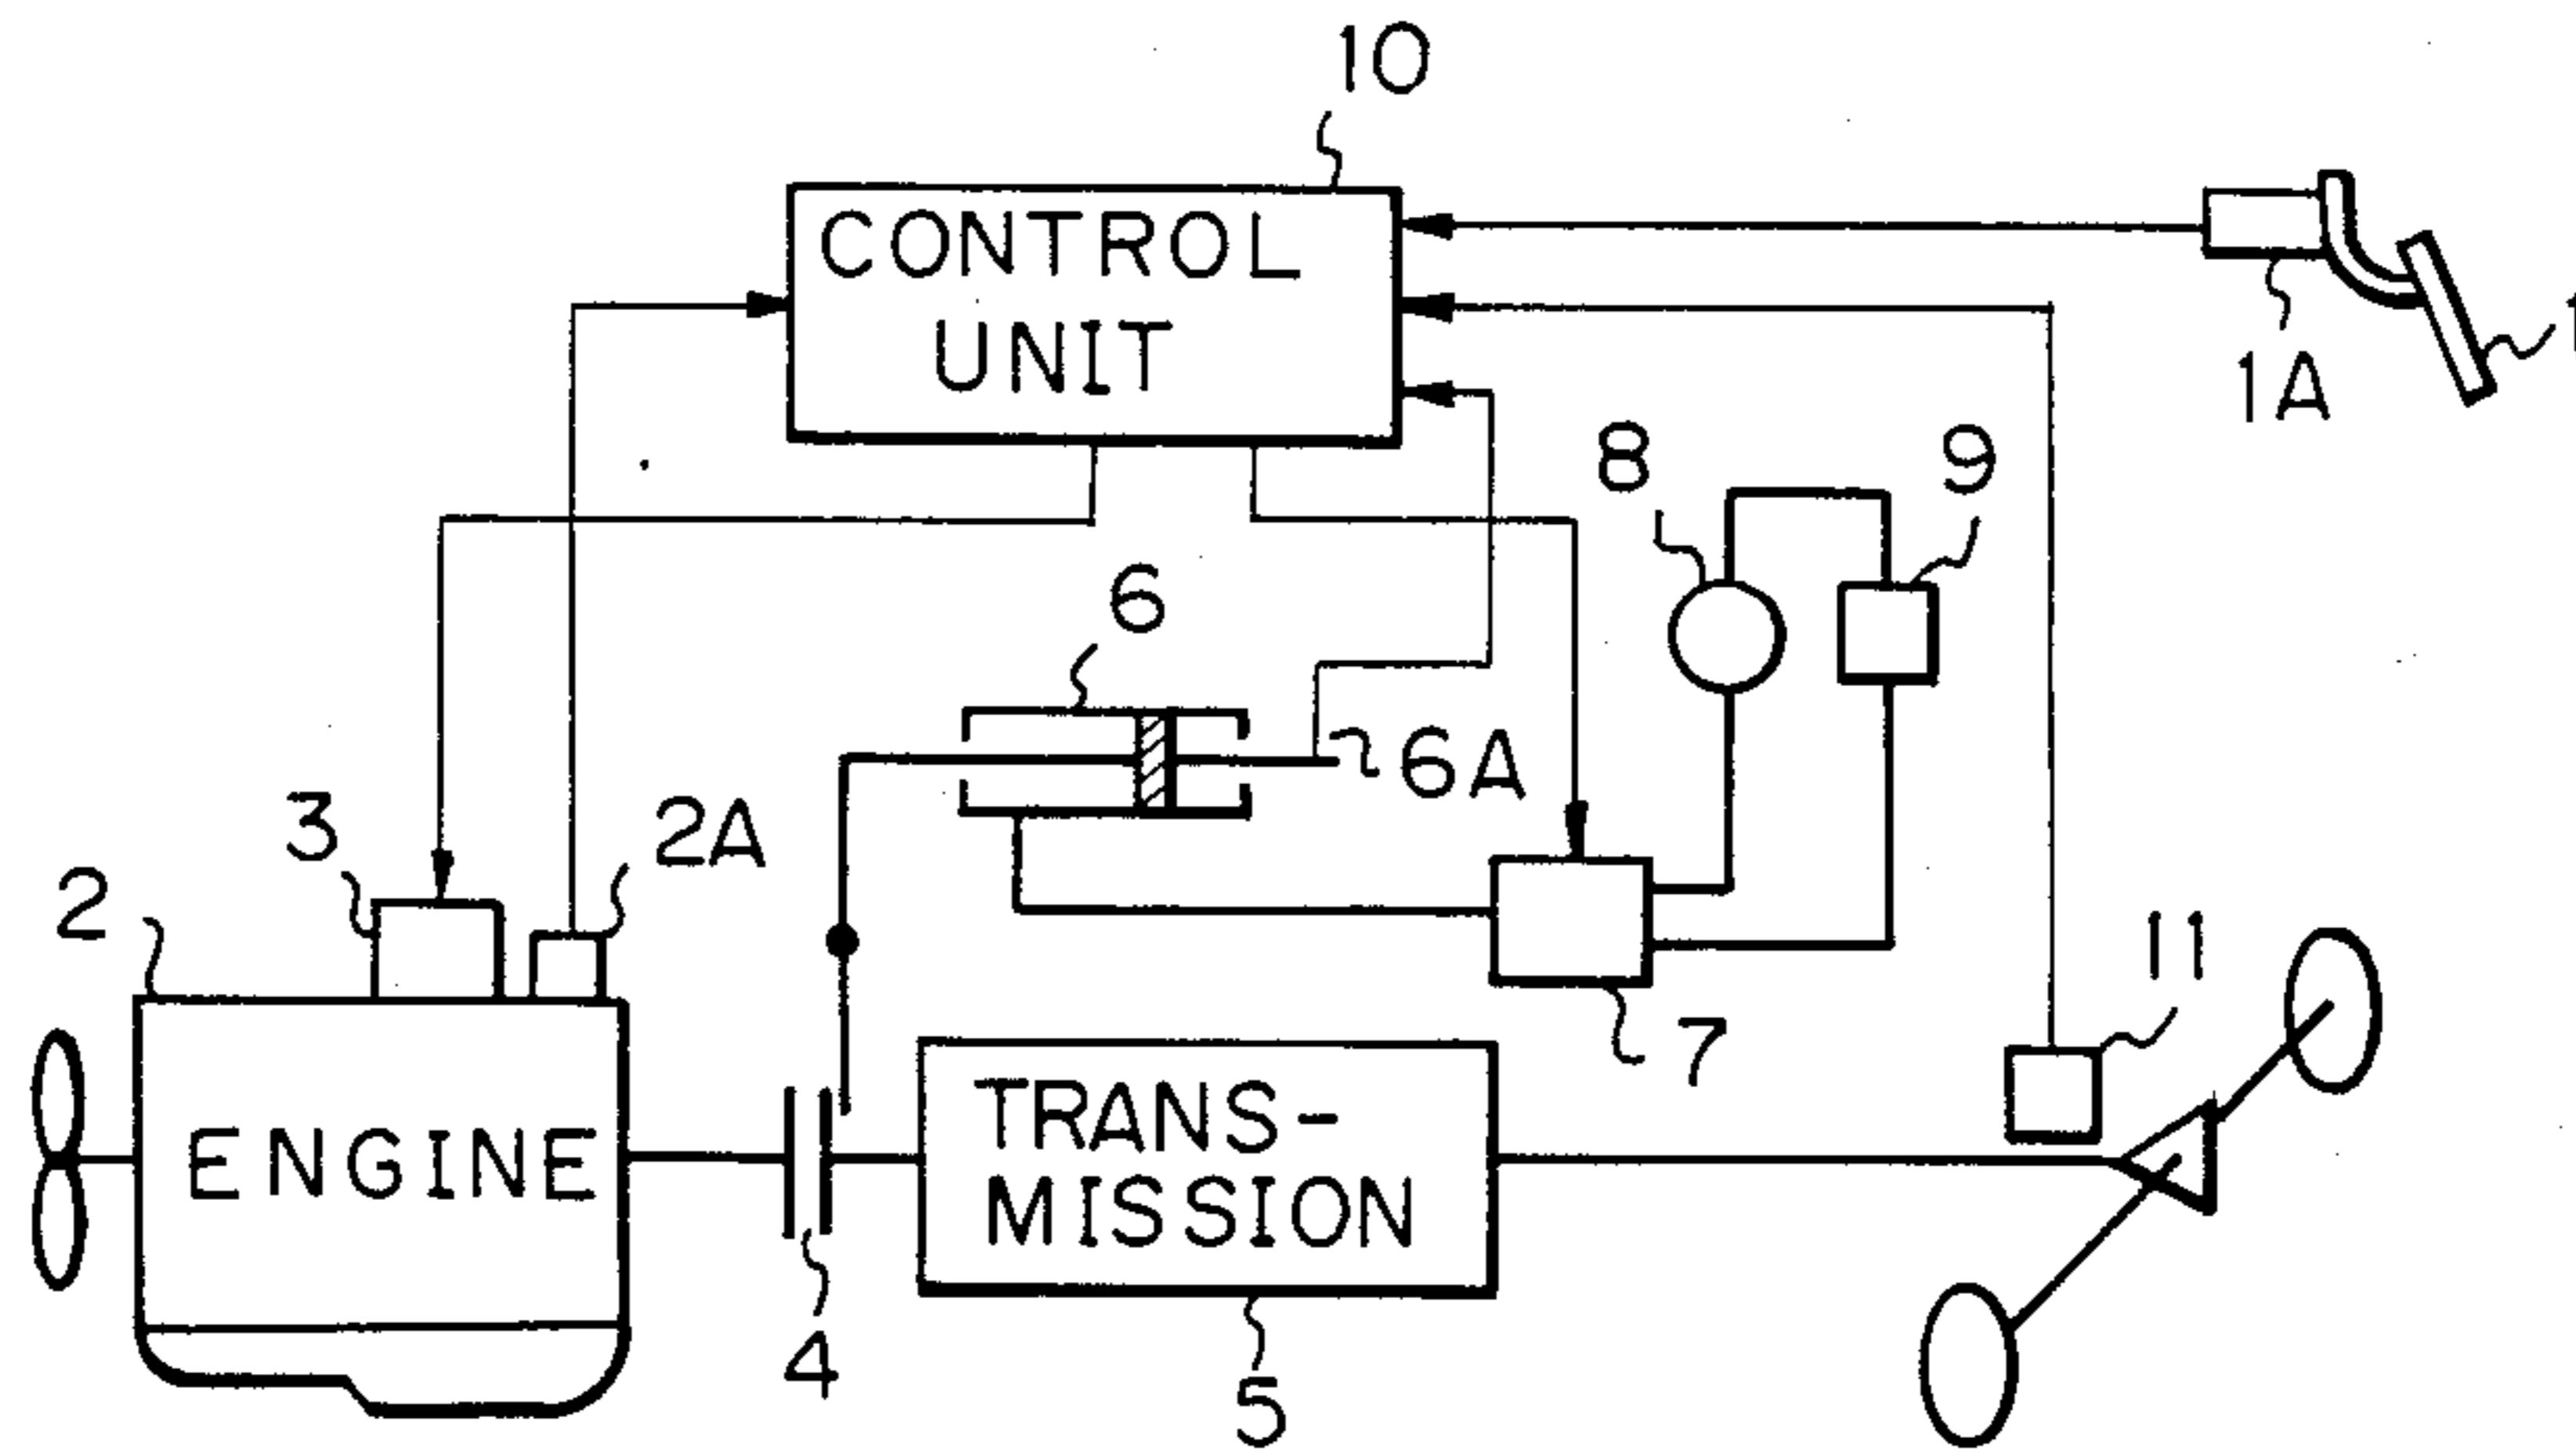 10
CONTROL
UNIT
1A
1
8
9
6
6A
3
2A
2
11
7
ENGINE
TRANS-
MISSION
4
5